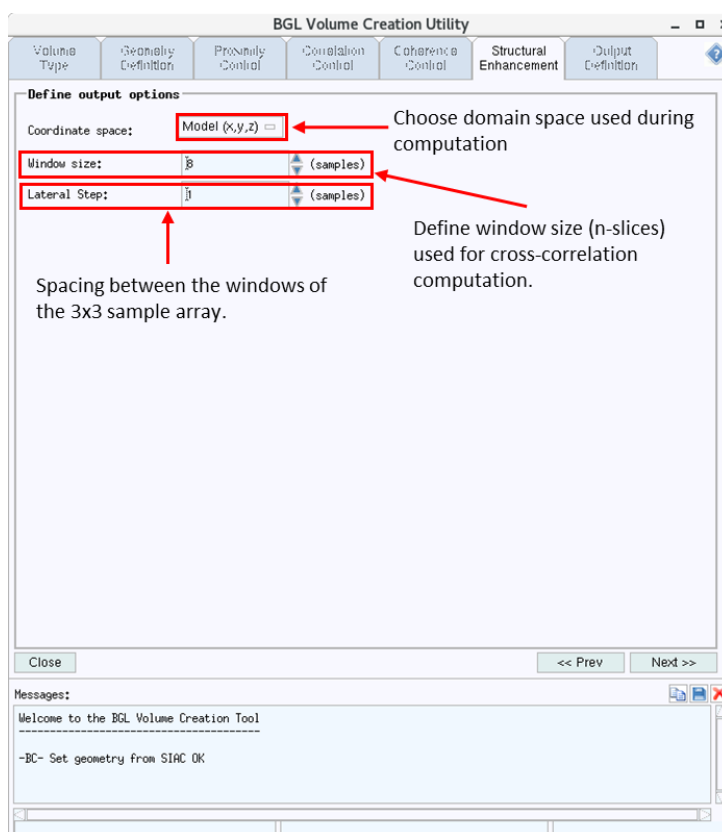 BGL Volume Creation Utility
Volume Type
Geometry Definition
Proximity Control
Correlation Control
Coherence Control
Structural Enhancement
Output Definition
Define output options
Coordinate space:
Model (x,y,z)
Choose domain space used during
computation
Window size:
8
(samples)
Lateral Step:
1
(samples)
Define window size (n-slices)
used for cross-correlation
computation.
Spacing between the windows of
the 3x3 sample array.
Close
<< Prev
Next >>
Messages:
Welcome to the BGL Volume Creation Tool
---------------------------------------
-BC- Set geometry from SIAC OK